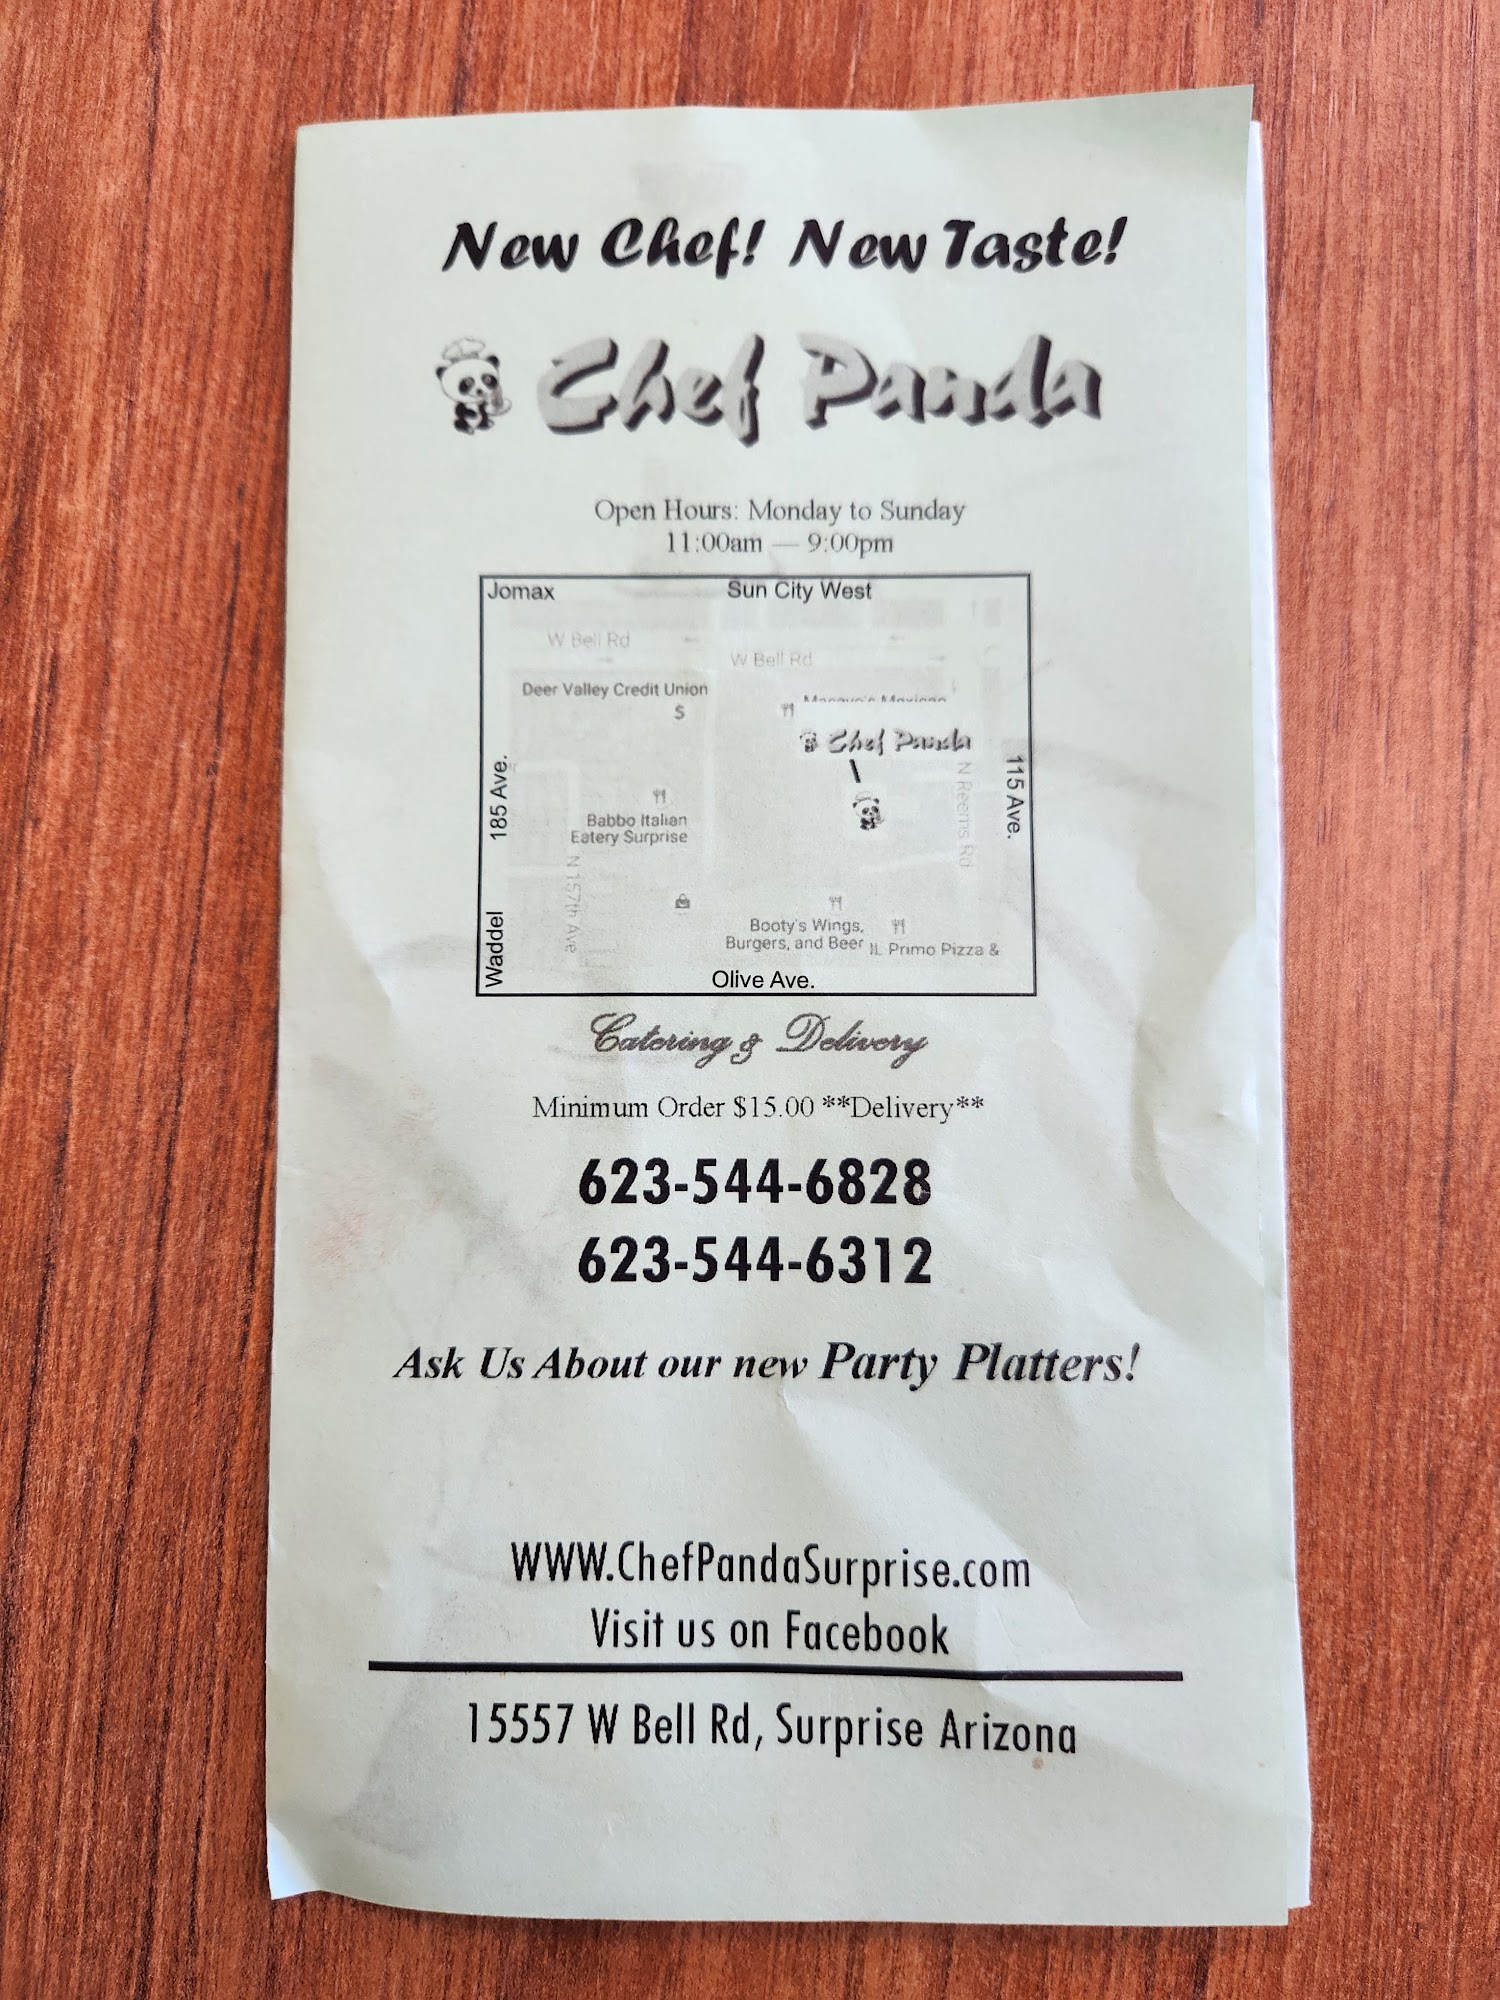 New Chef! New Taste!
Chef Panda
Open Hours: Monday to Sunday
11:00am — 9:00pm
Jomax
Sun City West
W Bell Rd
W Bell Rd
Deer Valley Credit Union
$
Mexican
Chef Panda
185 Ave.
115 Ave.
N Reems Rd
Babbo Italian
Eatery Surprise
N 157th Ave
Waddel
Booty's Wings,
Burgers, and Beer
IL Primo Pizza &
Olive Ave.
Catering & Delivery
Minimum Order $15.00 **Delivery**
623-544-6828
623-544-6312
Ask Us About our new Party Platters!
WWW.ChefPandaSurprise.com
Visit us on Facebook
15557 W Bell Rd, Surprise Arizona